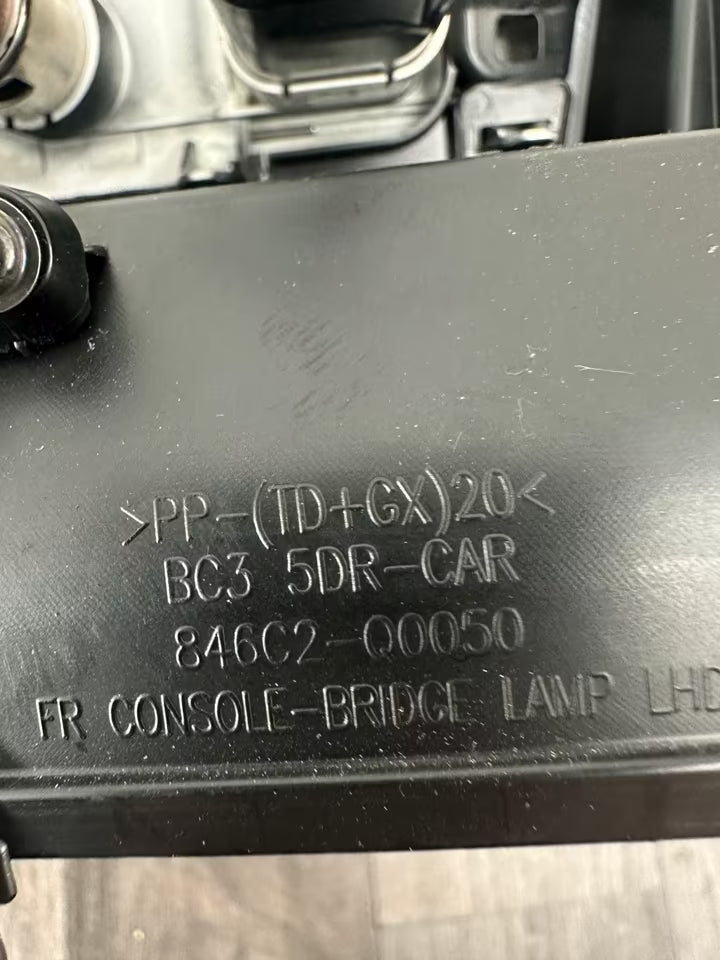 >PP-(TD+GX)20<
BC3 5DR-CAR
846C2-Q0050
FR CONSOLE-BRIDGE LAMP LHD